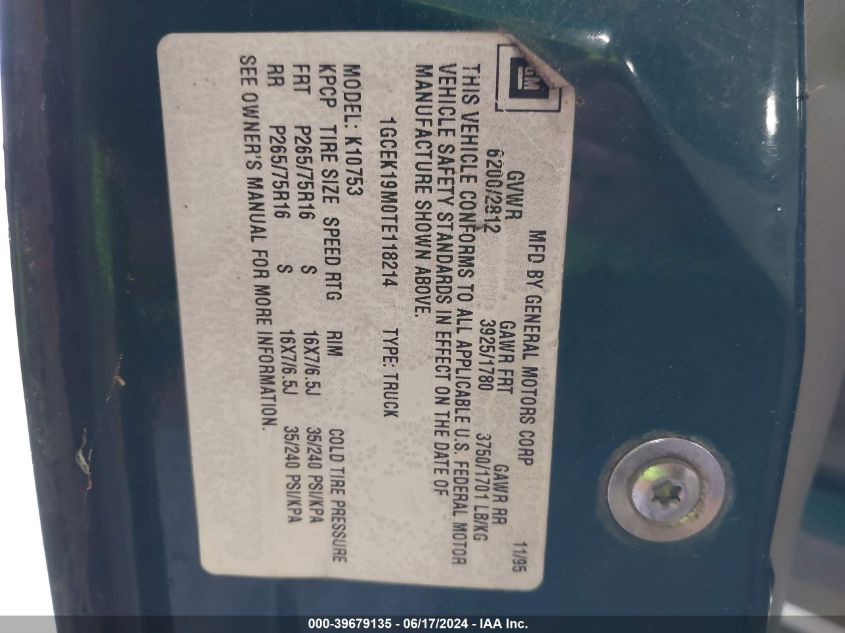 GM
MFD BY GENERAL MOTORS CORP 11/95
GVWR GAWR FRT GAWR RR
6200/2812 3925/1780 3750/1701 LB/KG
THIS VEHICLE CONFORMS TO ALL APPLICABLE U.S. FEDERAL MOTOR
VEHICLE SAFETY STANDARDS IN EFFECT ON THE DATE OF
MANUFACTURE SHOWN ABOVE.
1GCEK19M0TE118214 TYPE: TRUCK
MODEL: K10753
KPCP TIRE SIZE SPEED RTG RIM COLD TIRE PRESSURE
FRT P265/75R16 S 16X7/6.5J 35/240 PSI/KPA
RR P265/75R16 S 16X7/6.5J 35/240 PSI/KPA
SEE OWNER'S MANUAL FOR MORE INFORMATION.
000-39679135 - 06/17/2024 - IAA Inc.